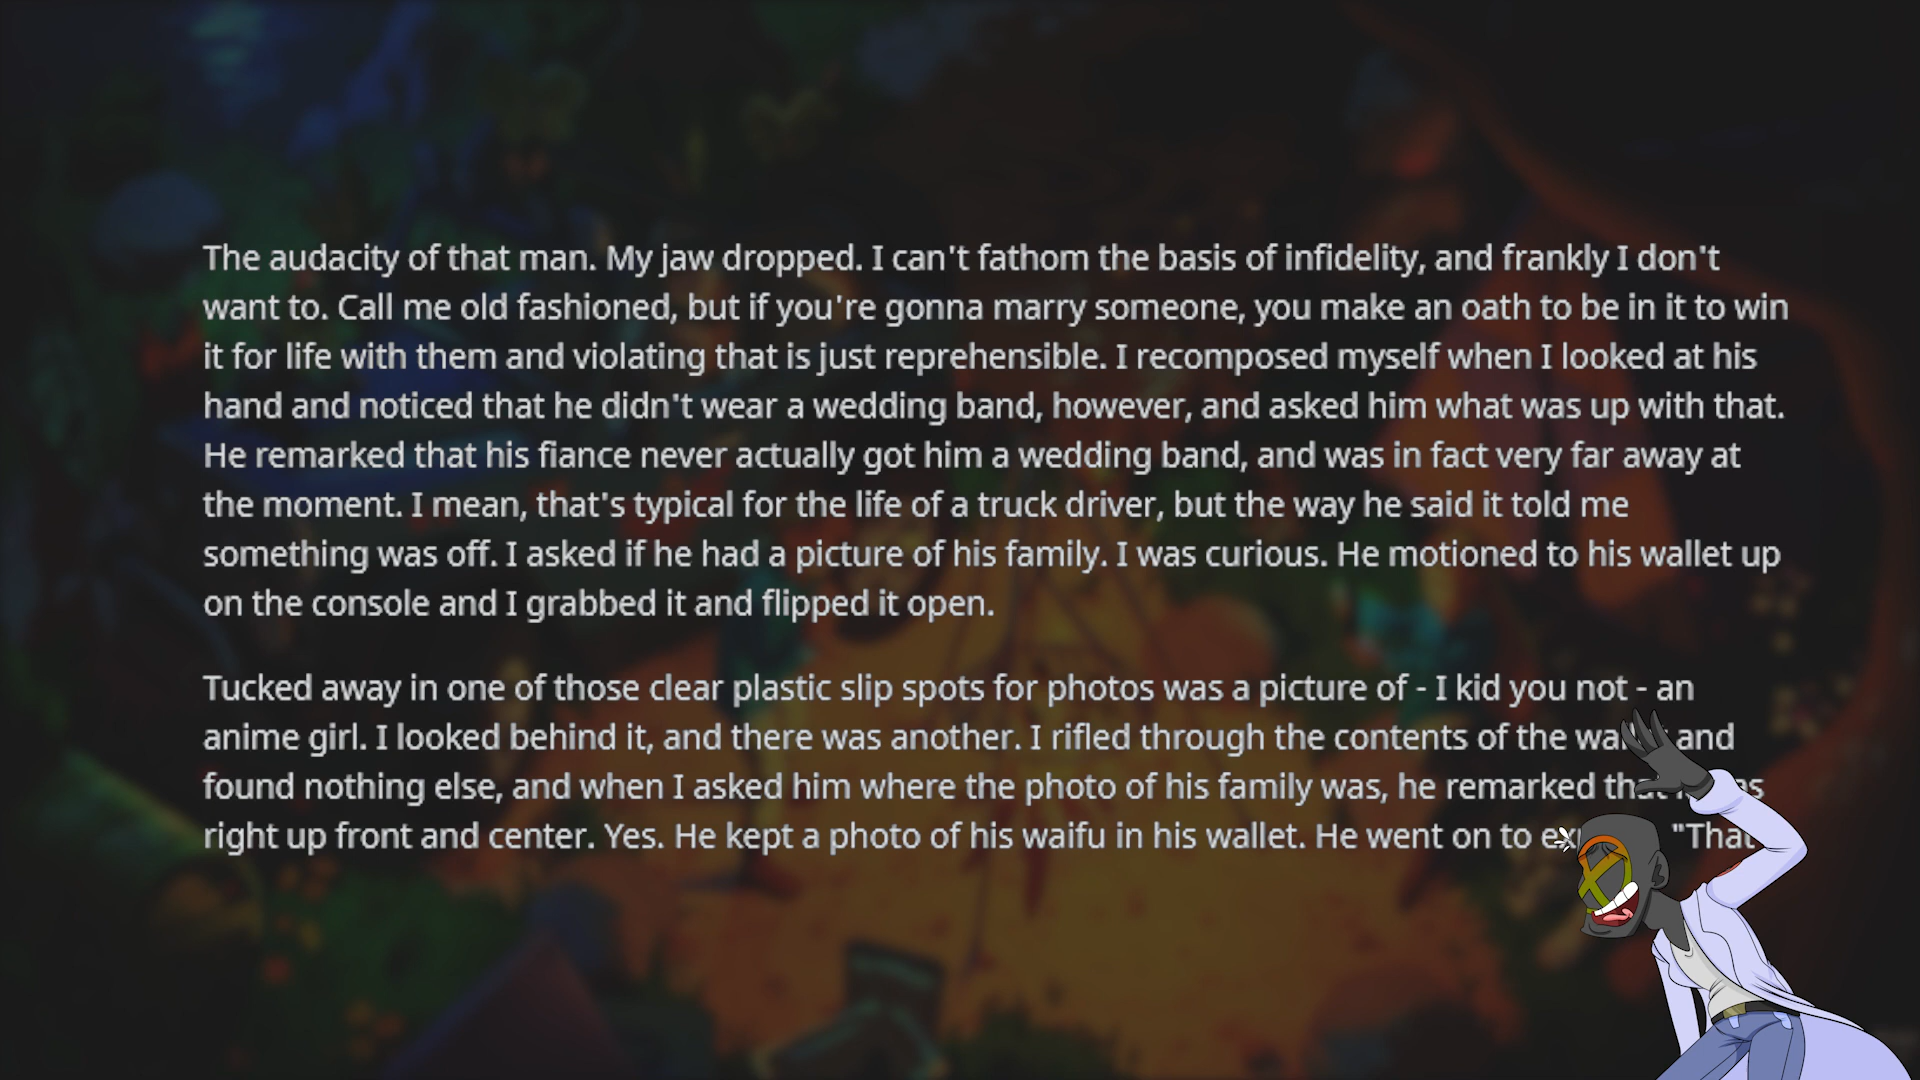 The audacity of that man. My jaw dropped. I can't fathom the basis of infidelity, and frankly I don't
want to. Call me old fashioned, but if you're gonna marry someone, you make an oath to be in it to win
it for life with them and violating that is just reprehensible. I recomposed myself when I looked at his
hand and noticed that he didn't wear a wedding band, however, and asked him what was up with that.
He remarked that his fiance never actually got him a wedding band, and was in fact very far away at
the moment. I mean, that's typical for the life of a truck driver, but the way he said it told me
something was off. I asked if he had a picture of his family. I was curious. He motioned to his wallet up
on the console and I grabbed it and flipped it open.
Tucked away in one of those clear plastic slip spots for photos was a picture of - I kid you not - an
anime girl. I looked behind it, and there was another. I rifled through the contents of the and
found nothing else, and when I asked him where the photo of his family was, he remarked
right up front and center. Yes. He kept a photo of his waifu in his wallet. He went on to "That